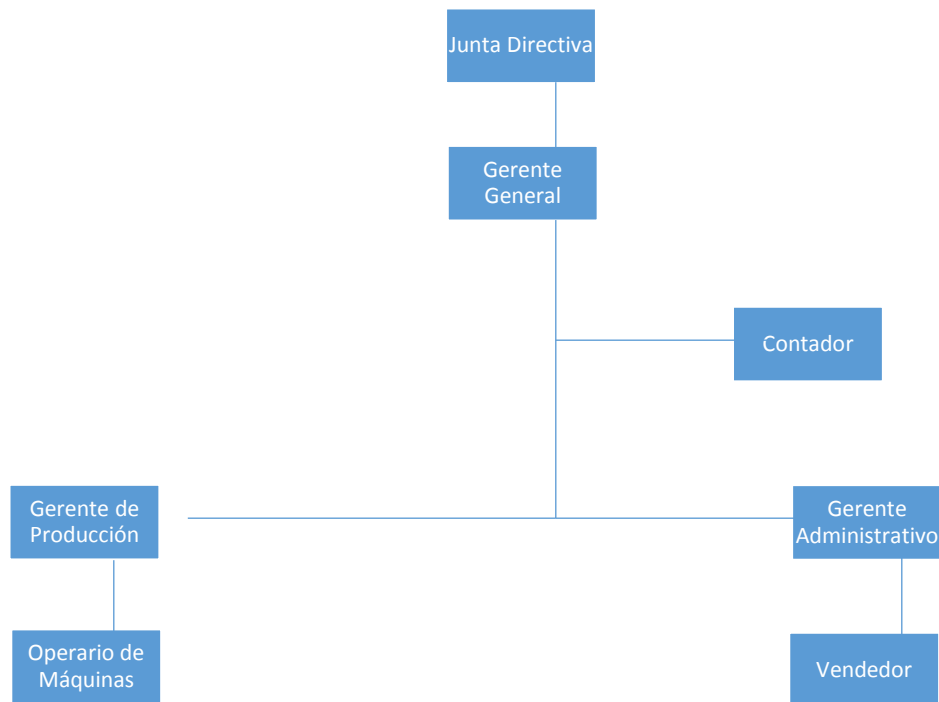 Junta Directiva
Gerente
General
Contador
Gerente de
Producción
Gerente
Administrativo
Operario de
Máquinas
Vendedor